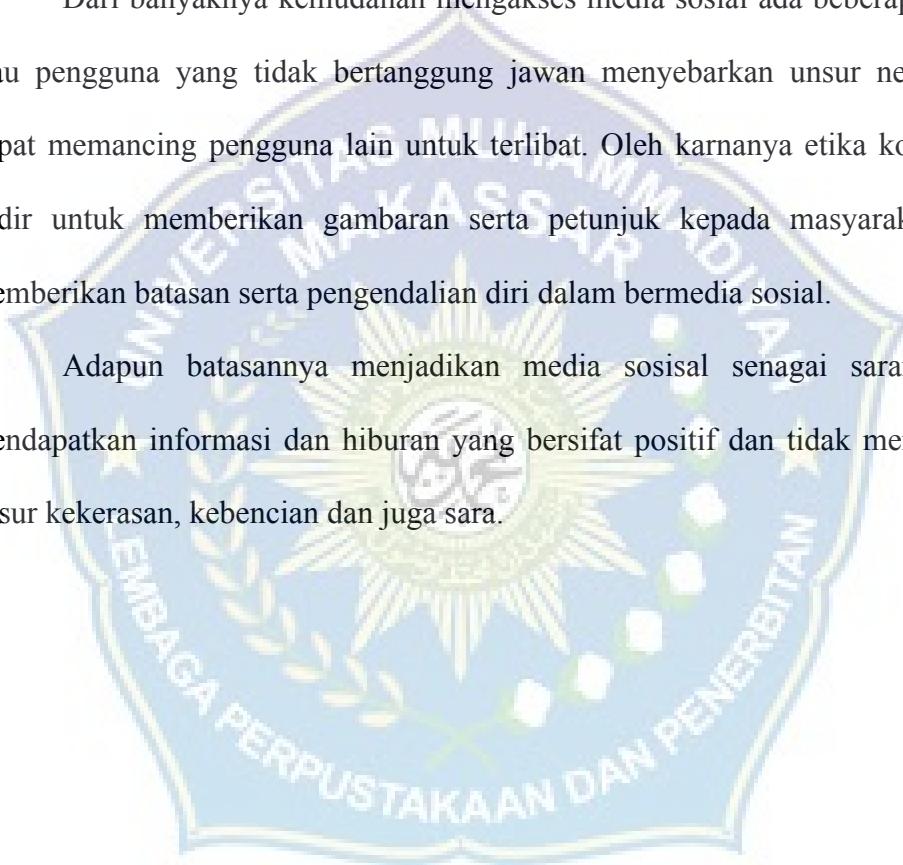 Dari banyaknya kemudahan mengakses media sosial ada beberap
au pengguna yang tidak bertanggung jawan menyebarkan unsur ne
pat memancing pengguna lain untuk terlibat. Oleh karnanya etika ko
dir untuk memberikan gambaran serta petunjuk kepada masyarak
emberikan batasan serta pengendalian diri dalam bermedia sosial.
Adapun batasannya menjadikan media sosisal senagai sara
endapatkan informasi dan hiburan yang bersifat positif dan tidak me
sur kekerasan, kebencian dan juga sara.
UNIVERSITAS MUHAMMADIYAH
MAKASSAR
LEMBAGA PERPUSTAKAAN DAN PENERBITAN